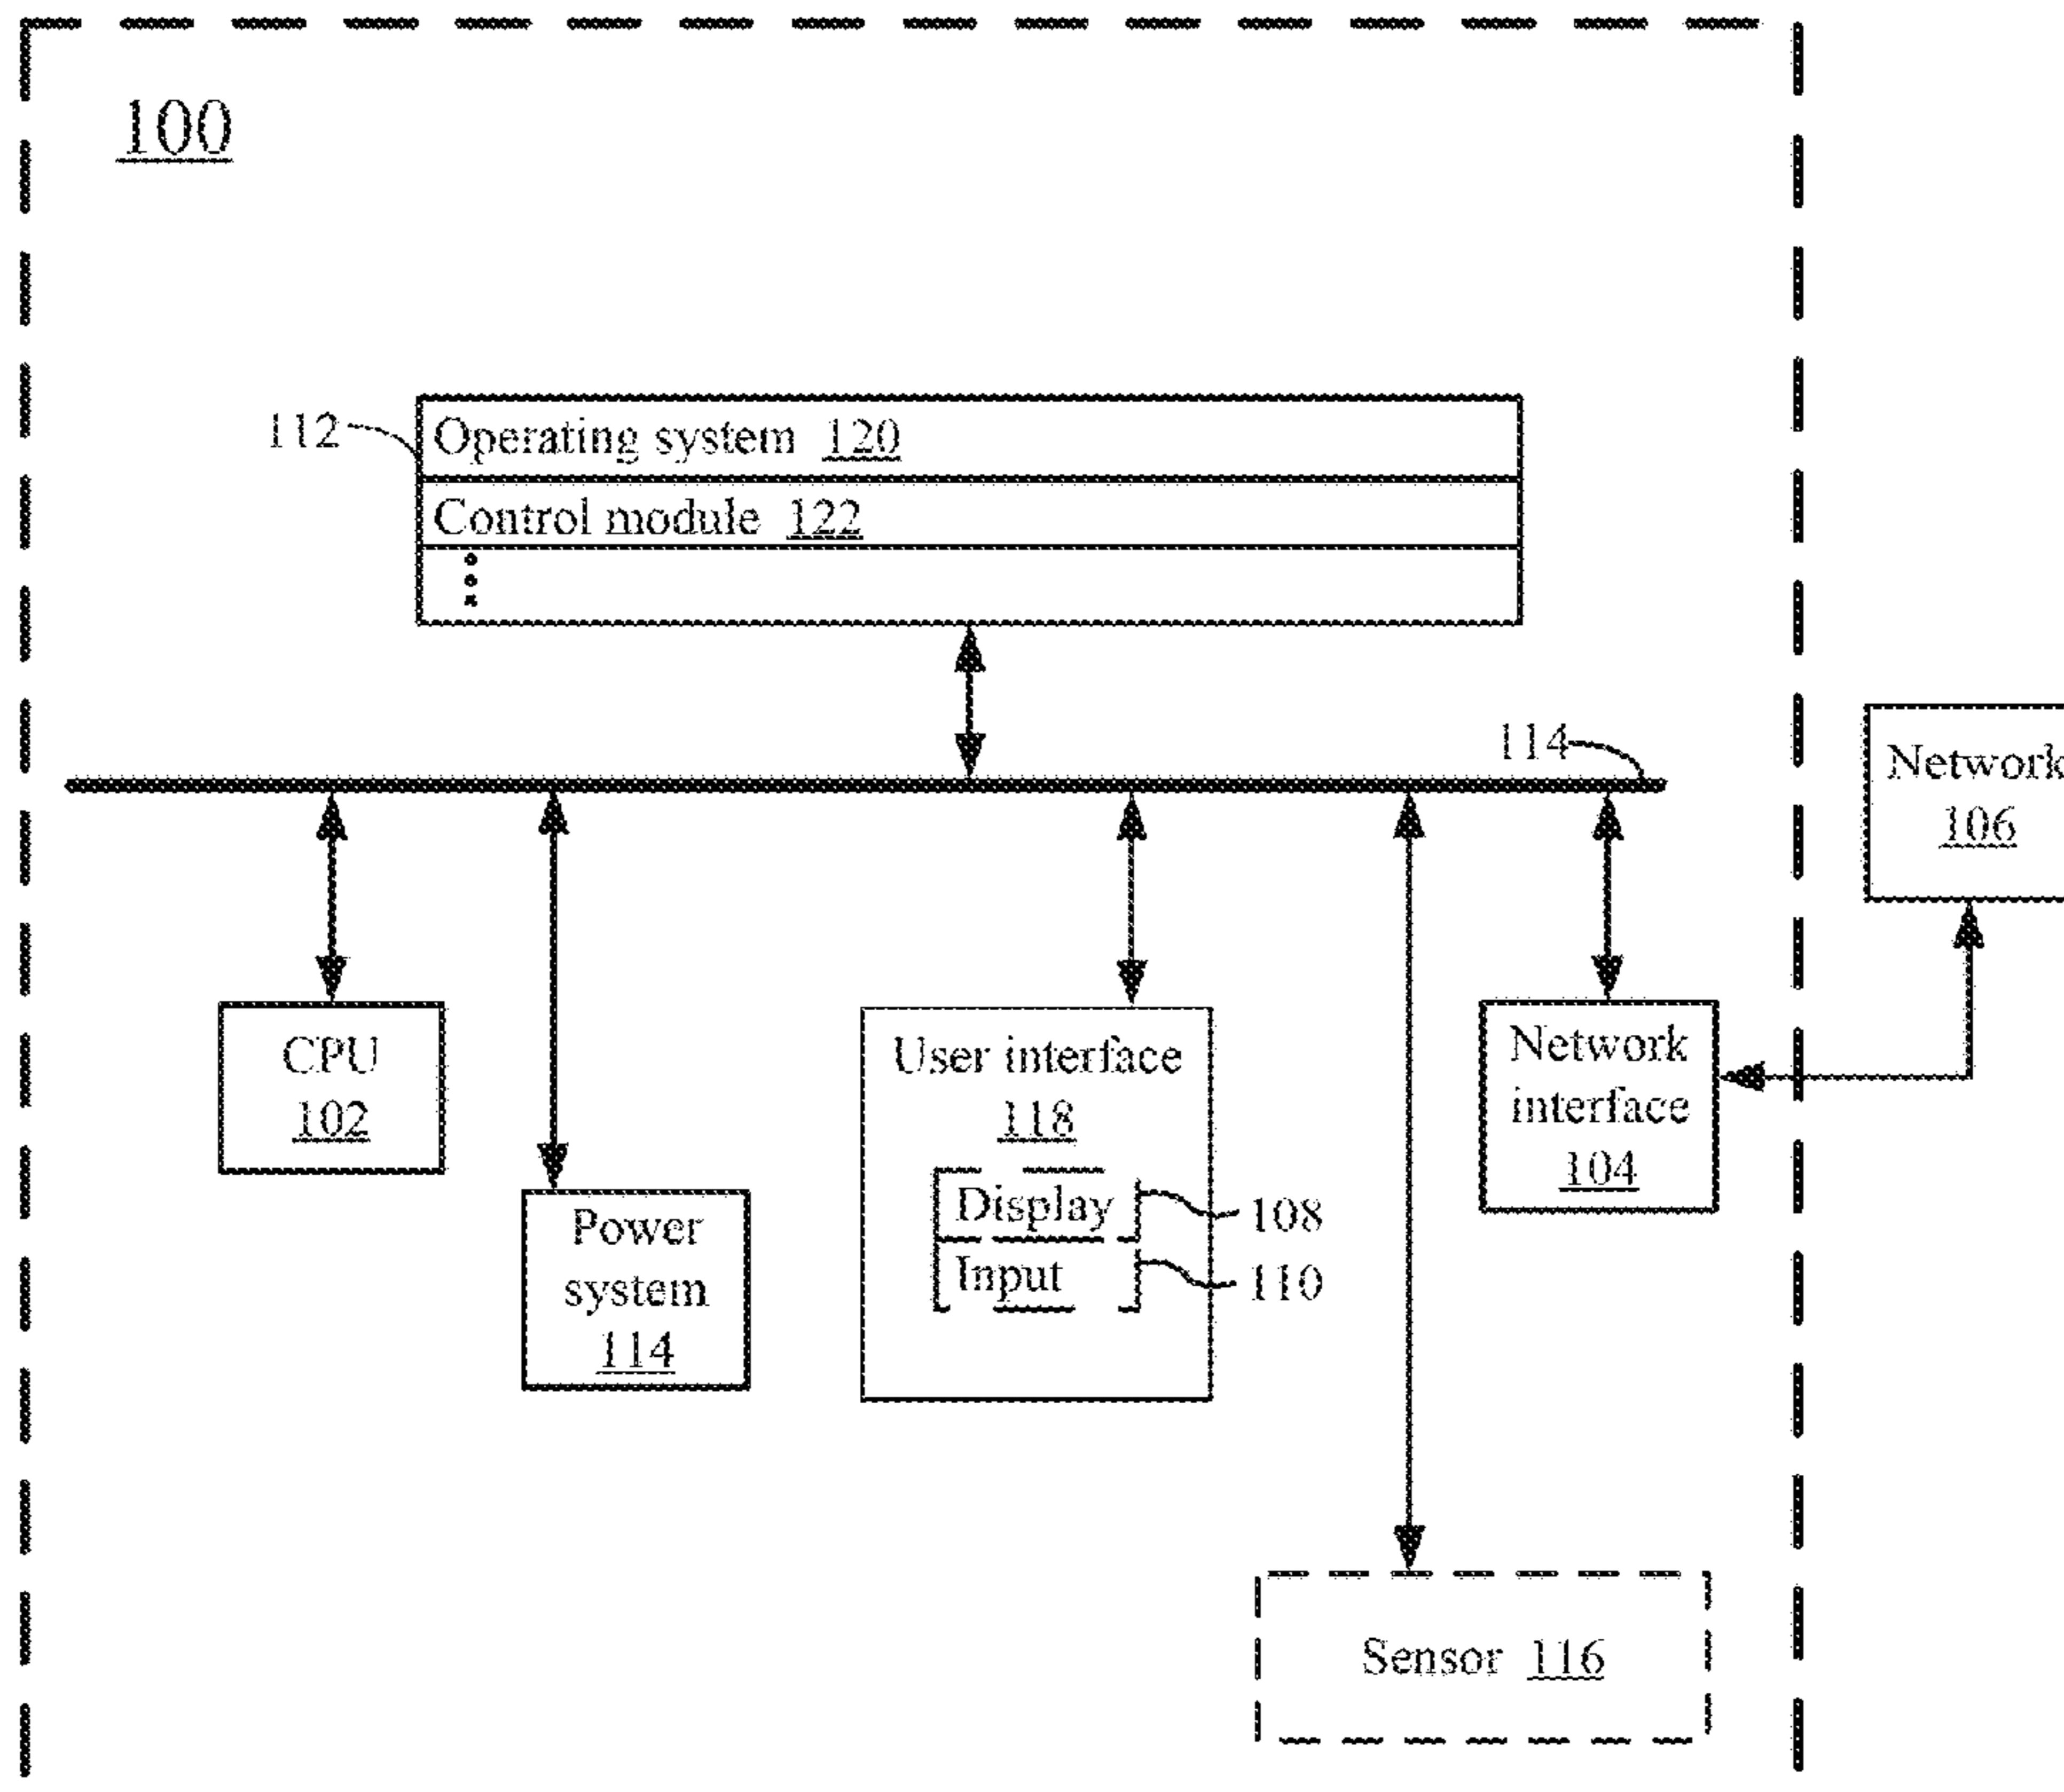 100
112
Operating system 120
Control module 122
114
Network
106
CPU
102
Power
system
114
User interface
118
Display
108
Input
110
Network
interface
104
Sensor 116